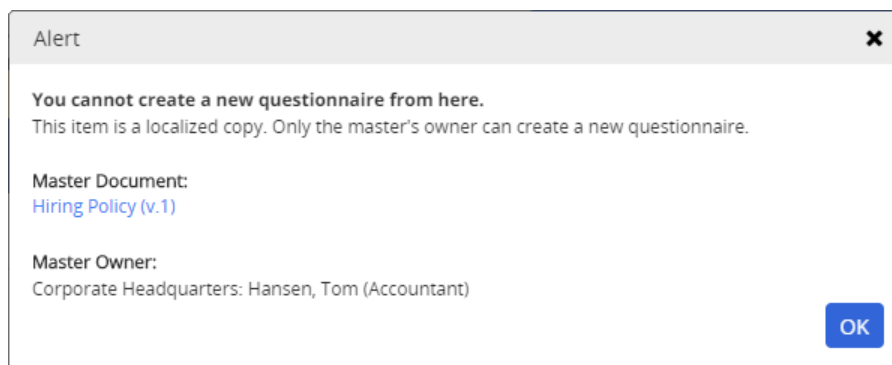 Alert
You cannot create a new questionnaire from here.
This item is a localized copy. Only the master's owner can create a new questionnaire.
Master Document:
Hiring Policy (v.1)
Master Owner:
Corporate Headquarters: Hansen, Tom (Accountant)
OK